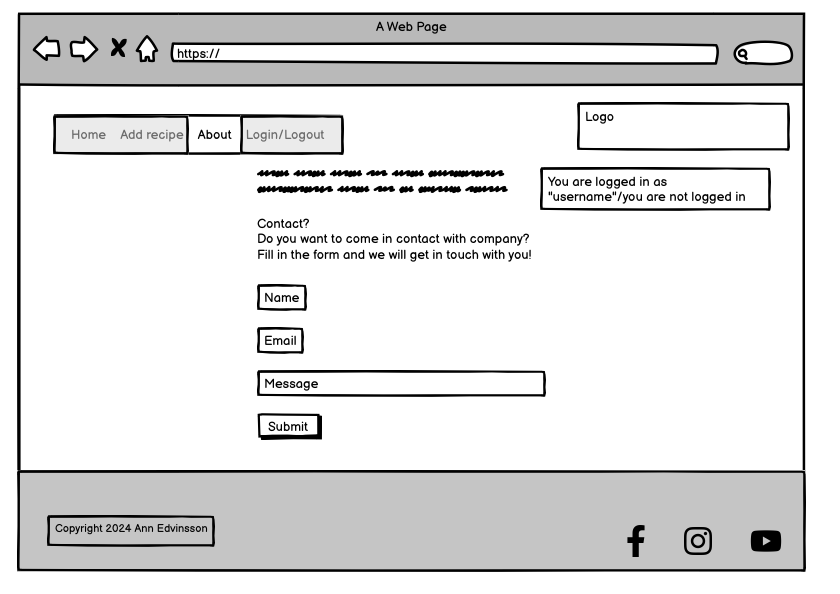 A Web Page
https://
Logo
Home Add recipe About Login/Logout
You are logged in as
"username"/you are not logged in
Contact?
Do you want to come in contact with company?
Fill in the form and we will get in touch with you!
Name
Email
Message
Submit
Copyright 2024 Ann Edvinsson